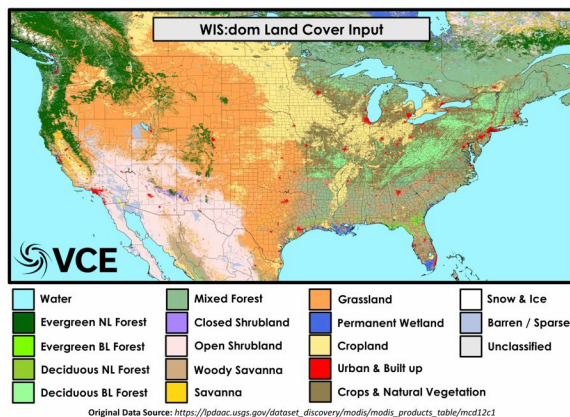 WIS:dom Land Cover Input
VCE
Water
Evergreen NL Forest
Evergreen BL Forest
Deciduous NL Forest
Deciduous BL Forest
Mixed Forest
Closed Shrubland
Open Shrubland
Woody Savanna
Savanna
Grassland
Permanent Wetland
Cropland
Urban & Built up
Crops & Natural Vegetation
Snow & Ice
Barren / Sparse
Unclassified
Original Data Source: https://lpdaac.usgs.gov/dataset_discovery/modis/modis_products_table/mcd12c1